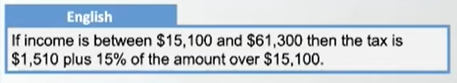 English
If income is between $15,100 and $61,300 then the tax is
$1,510 plus 15% of the amount over $15,100.